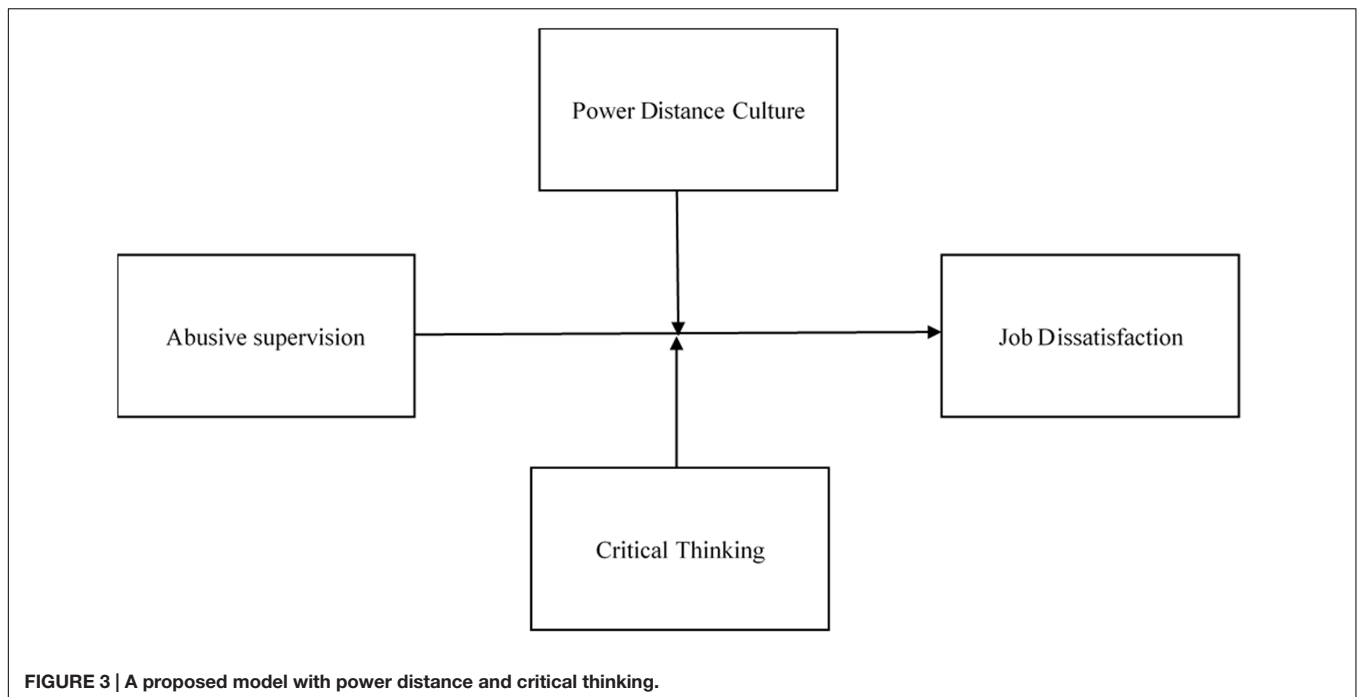 Power Distance Culture
Abusive supervision
Job Dissatisfaction
Critical Thinking
FIGURE 3 | A proposed model with power distance and critical thinking.